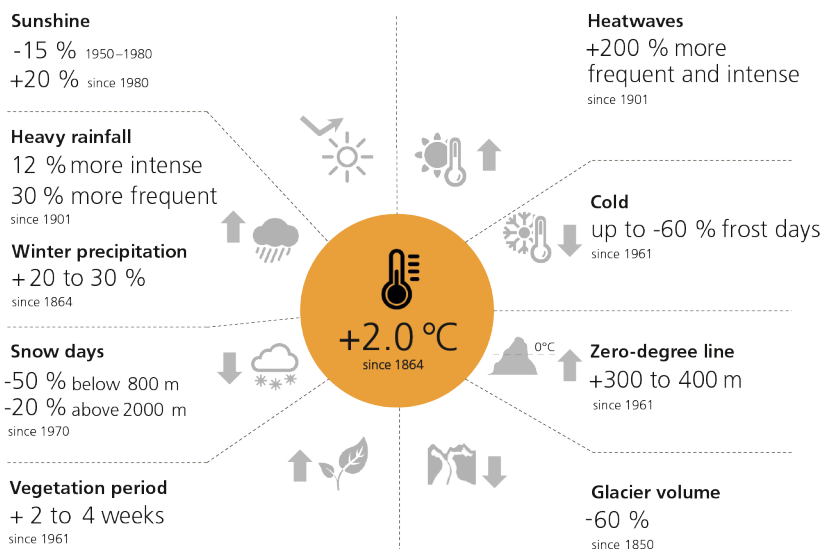 Sunshine
-15 % 1950–1980
+20 % since 1980
Heavy rainfall
12 % more intense
30 % more frequent
since 1901
Winter precipitation
+20 to 30 %
since 1864
Snow days
-50 % below 800 m
-20 % above 2000 m
since 1970
Vegetation period
+ 2 to 4 weeks
since 1961
+2.0 °C
since 1864
Heatwaves
+200 % more
frequent and intense
since 1901
Cold
up to -60 % frost days
since 1961
0°C
Zero-degree line
+300 to 400 m
since 1961
Glacier volume
-60 %
since 1850